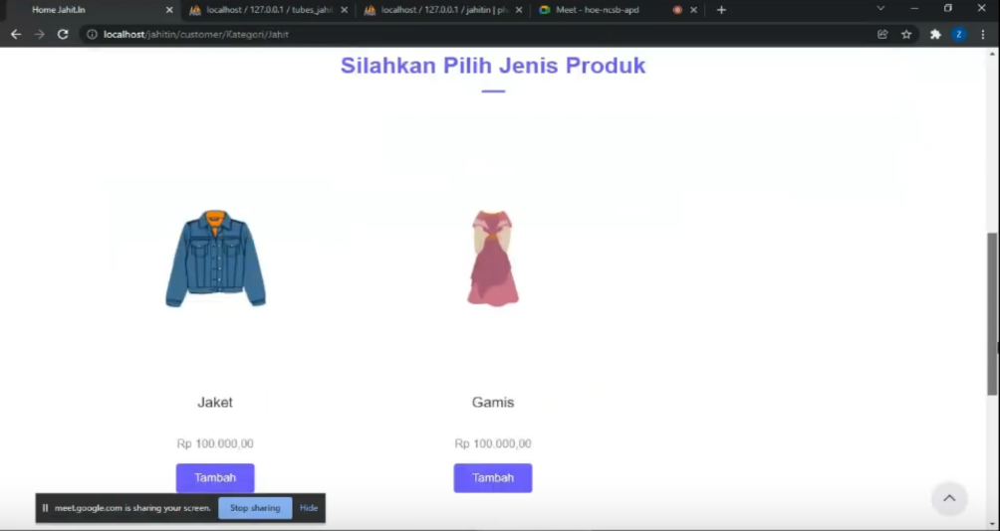 Home Jahit.In
localhost / 127.0.0.1 / tubes_jahit
localhost / 127.0.0.1 / jahitin | ph
Meet - hoe-ncsb-apd
localhost/jahitin/customer/Kategori/Jahit
Z
Silahkan Pilih Jenis Produk
Jaket
Gamis
Rp 100.000,00
Rp 100.000,00
Tambah
Tambah
meet.google.com is sharing your screen.
Stop sharing
Hide